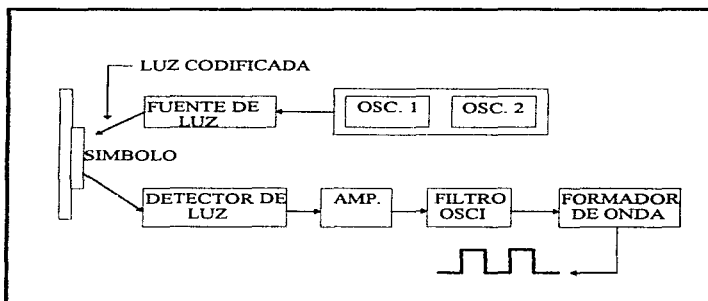 LUZ CODIFICADA
FUENTE DE
LUZ
OSC. 1
OSC. 2
SIMBOLO
DETECTOR DE
LUZ
AMP.
FILTRO
OSCI
FORMADOR
DE ONDA